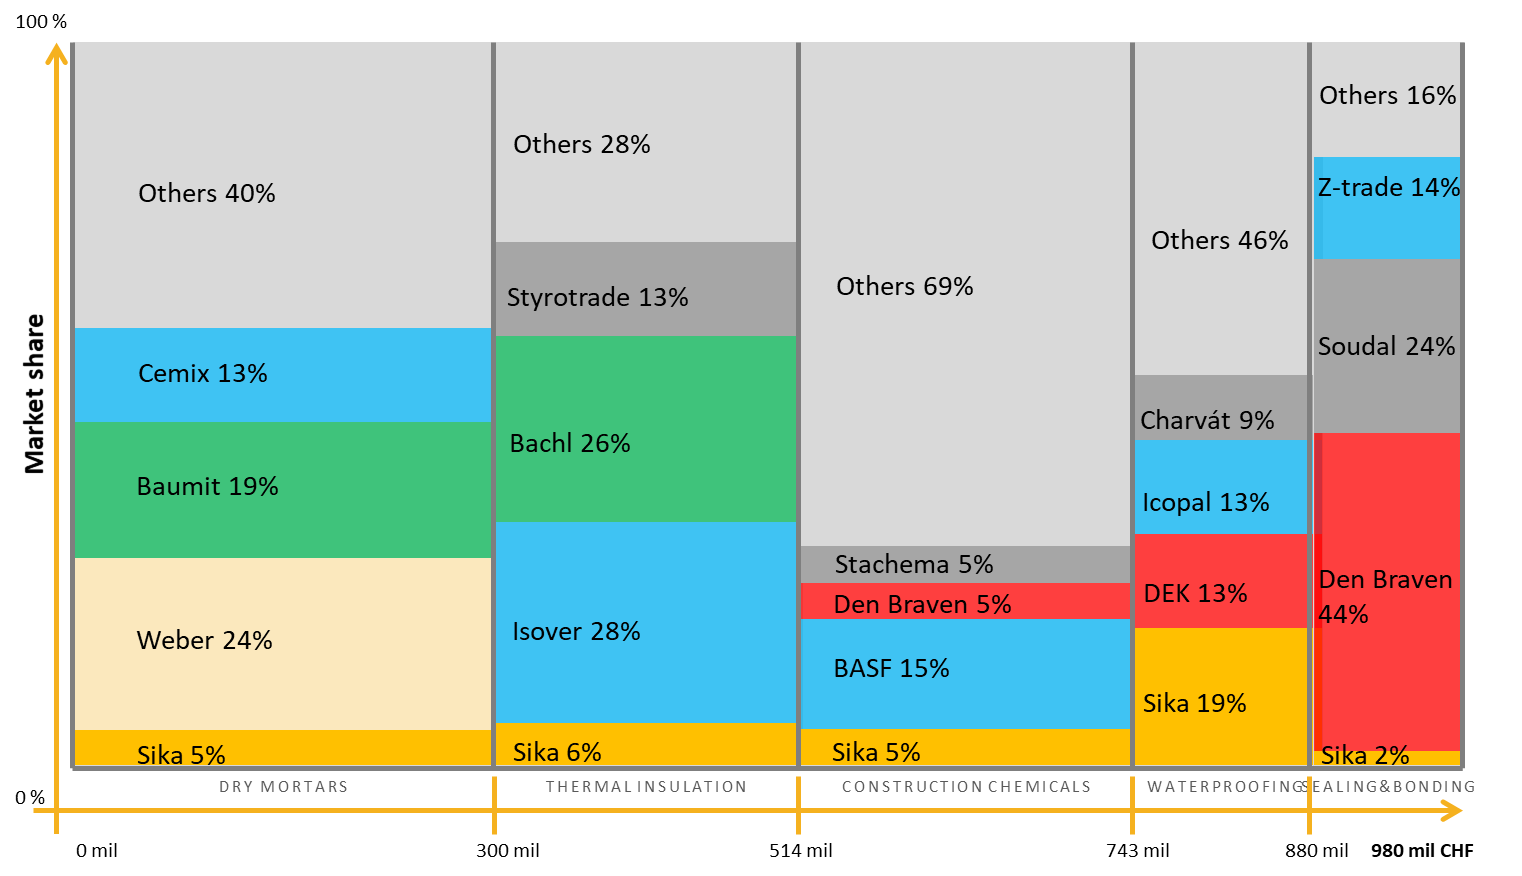 100 %
Market share
0 %
Others 40%
Cemix 13%
Baumit 19%
Weber 24%
Sika 5%
Others 28%
Styrotrade 13%
Bachl 26%
Isover 28%
Sika 6%
Others 69%
Stachema 5%
Den Braven 5%
BASF 15%
Sika 5%
Others 46%
Charvát 9%
Icopal 13%
DEK 13%
Sika 19%
Others 16%
Z-trade 14%
Soudal 24%
Den Braven
44%
Sika 2%
DRY MORTARS
THERMAL INSULATION
CONSTRUCTION CHEMICALS
WATERPROOFING
SEALING&BONDING
0 mil
300 mil
514 mil
743 mil
880 mil
980 mil CHF